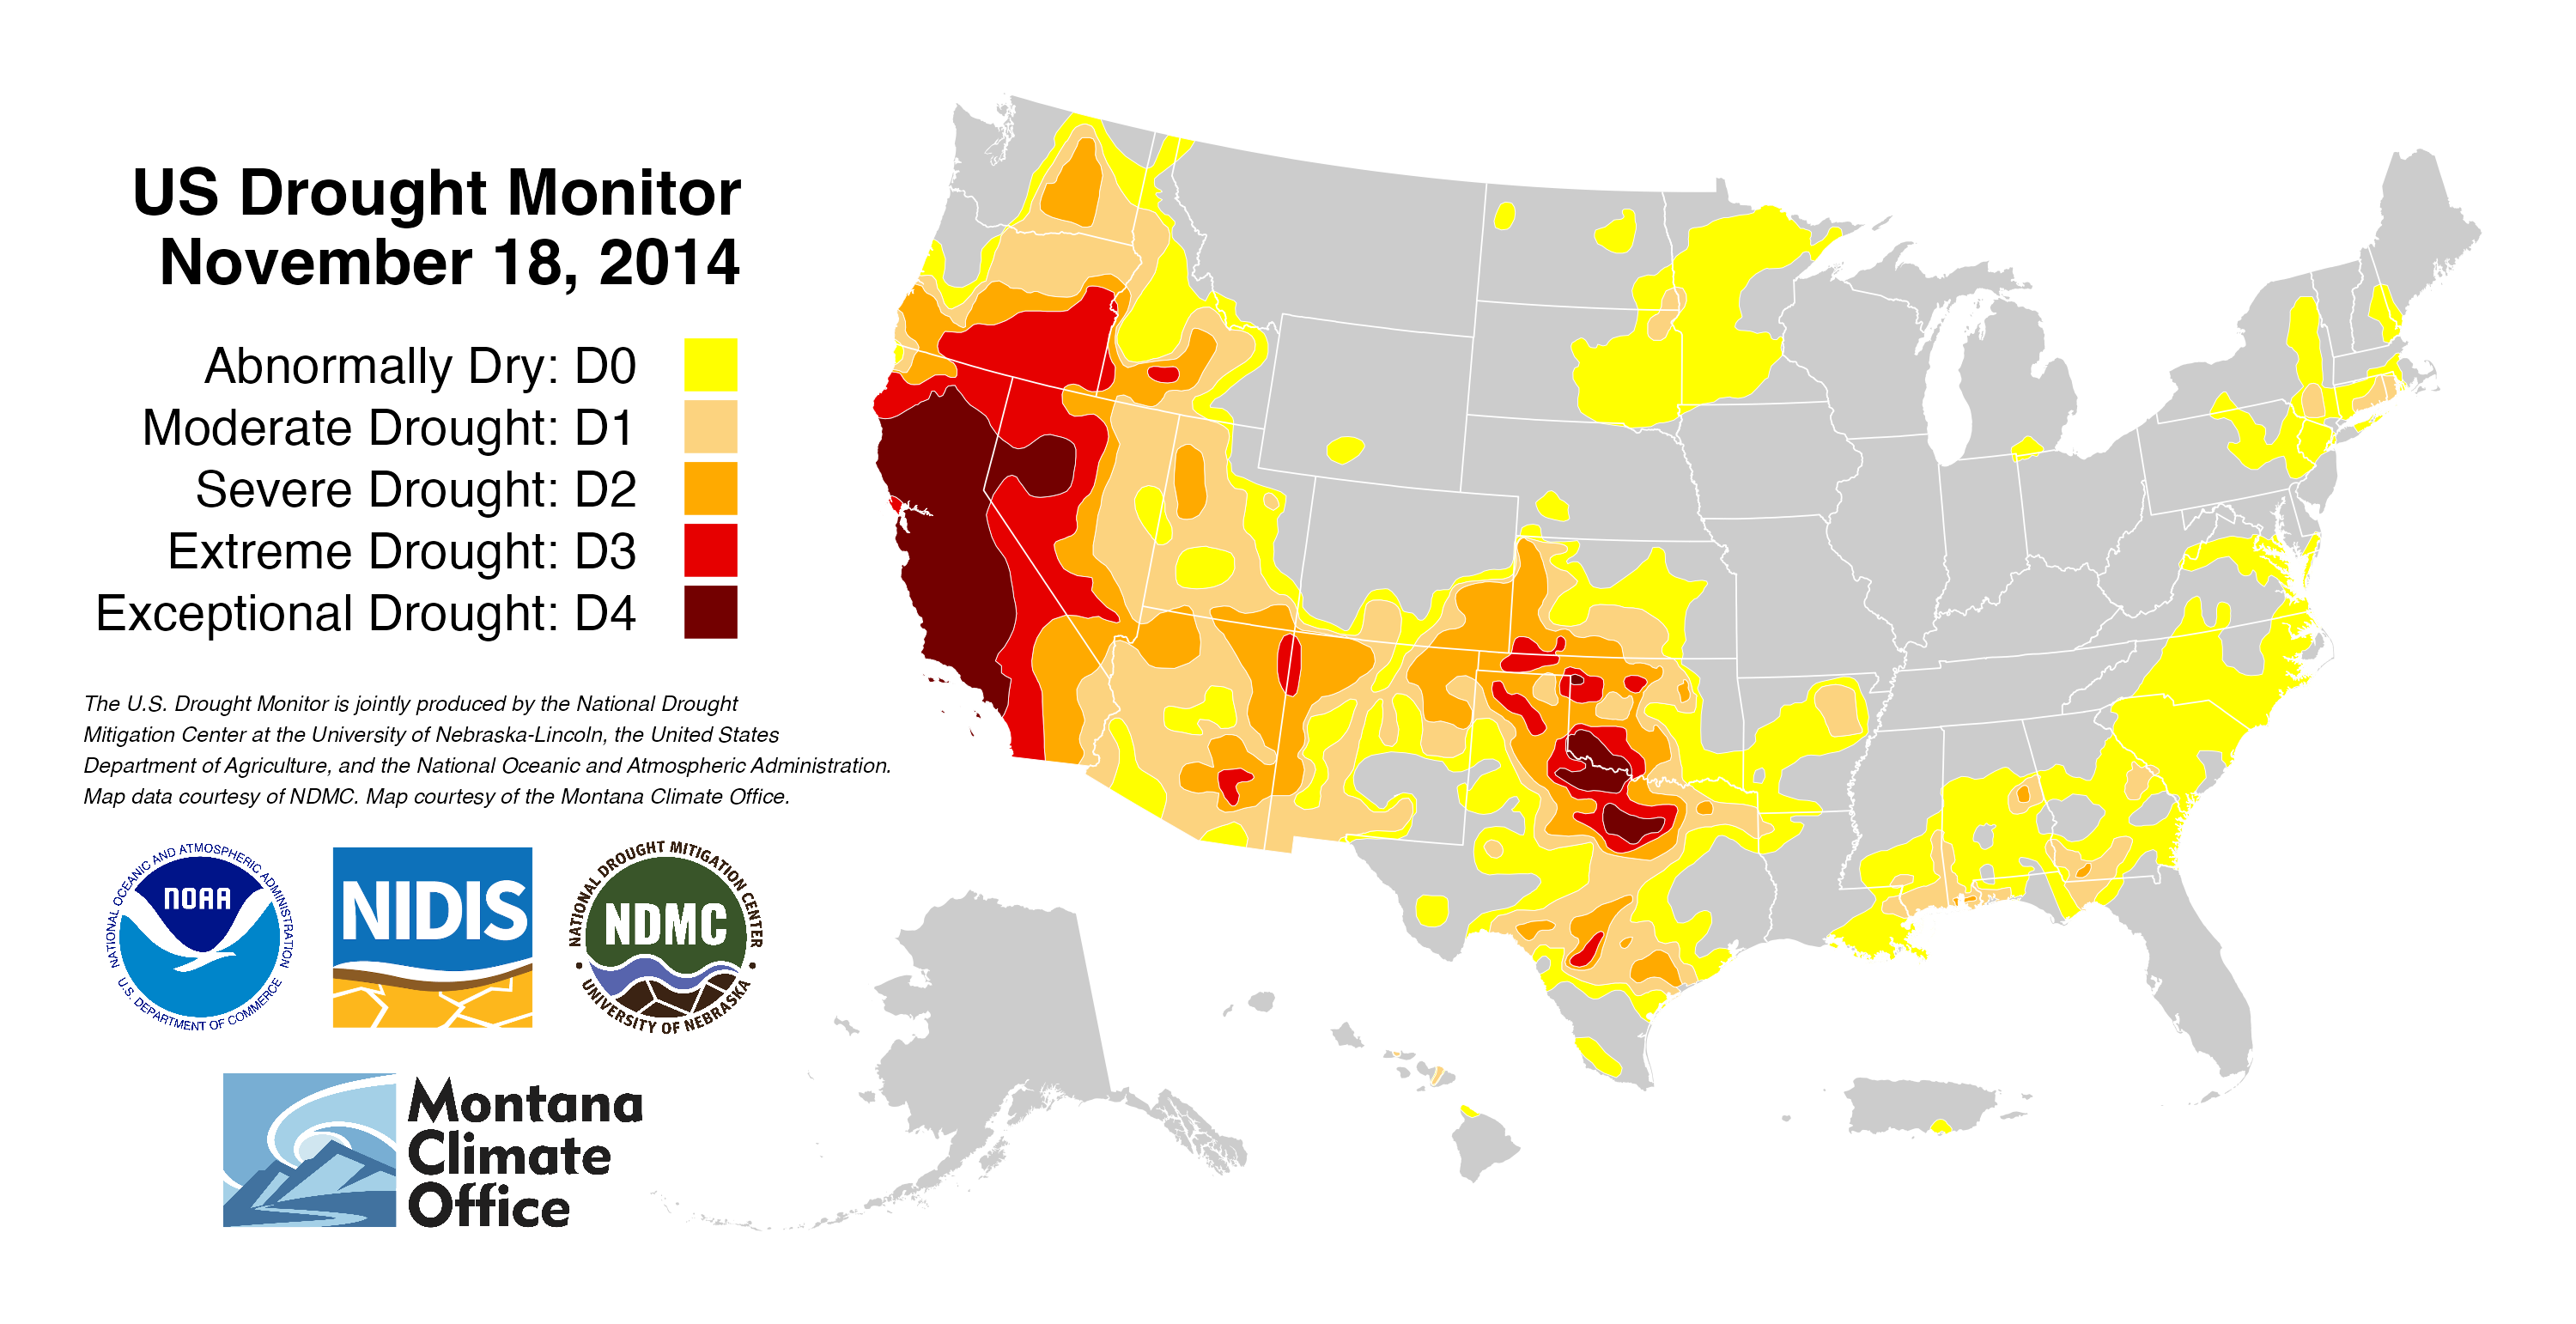 US Drought Monitor
November 18, 2014
Abnormally Dry: D0
Moderate Drought: D1
Severe Drought: D2
Extreme Drought: D3
Exceptional Drought: D4
The U.S. Drought Monitor is jointly produced by the National Drought
Mitigation Center at the University of Nebraska-Lincoln, the United States
Department of Agriculture, and the National Oceanic and Atmospheric Administration.
Map data courtesy of NDMC. Map courtesy of the Montana Climate Office.
NATIONAL OCEANIC AND ATMOSPHERIC ADMINISTRATION
NOAA
U.S. DEPARTMENT OF COMMERCE
NIDIS
NATIONAL DROUGHT MITIGATION CENTER
NDMC
UNIVERSITY OF NEBRASKA
Montana
Climate
Office